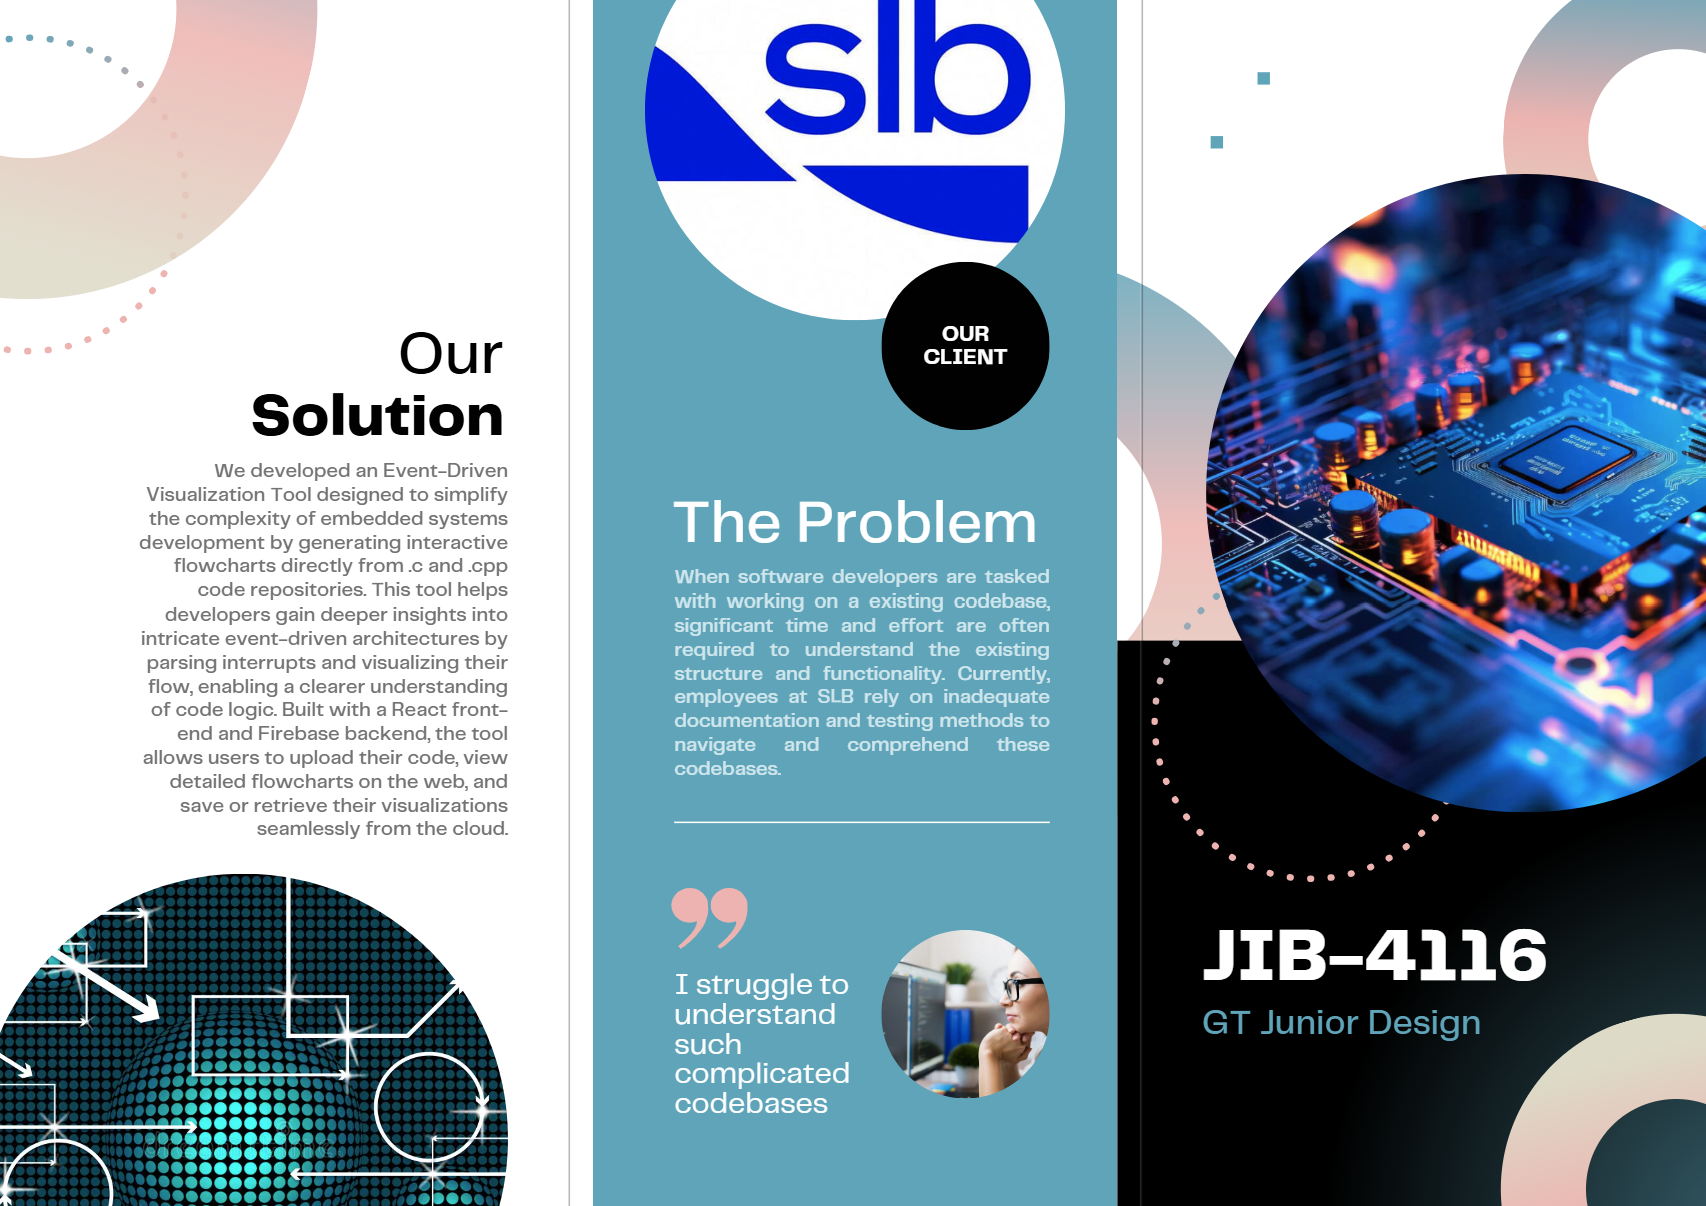 Our
Solution
We developed an Event-Driven
Visualization Tool designed to simplify
the complexity of embedded systems
development by generating interactive
flowcharts directly from .c and .cpp
code repositories. This tool helps
developers gain deeper insights into
intricate event-driven architectures by
parsing interrupts and visualizing their
flow, enabling a clearer understanding
of code logic. Built with a React front-
end and Firebase backend, the tool
allows users to upload their code, view
detailed flowcharts on the web, and
save or retrieve their visualizations
seamlessly from the cloud.
slb
OUR
CLIENT
The Problem
When software developers are tasked
with working on a existing codebase,
significant time and effort are often
required to understand the existing
structure and functionality. Currently,
employees at SLB rely on inadequate
documentation and testing methods to
navigate and comprehend these
codebases.
”
I struggle to
understand
such
complicated
codebases
JIB-4116
GT Junior Design